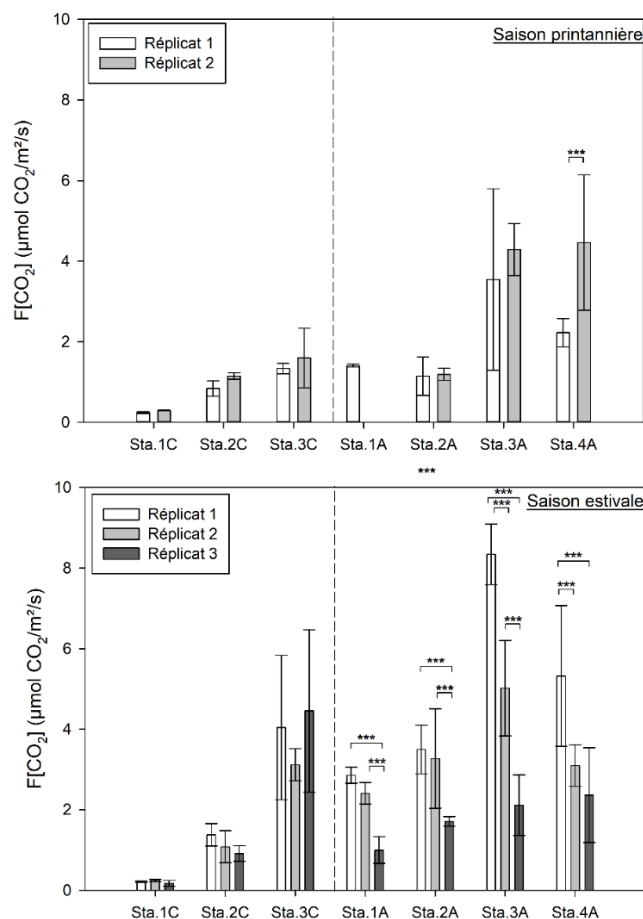 10
8
6
4
2
0
F[CO₂] (µmol CO₂/m²/s)
Réplicat 1
Réplicat 2
Saison printannière
***
Sta.1C Sta.2C Sta.3C Sta.1A Sta.2A Sta.3A Sta.4A
***
10
8
6
4
2
0
F[CO₂] (µmol CO₂/m²/s)
Réplicat 1
Réplicat 2
Réplicat 3
Saison estivale
***
***
***
***
***
***
***
***
***
Sta.1C Sta.2C Sta.3C Sta.1A Sta.2A Sta.3A Sta.4A